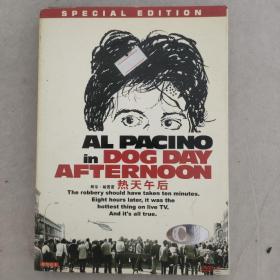 SPECIAL EDITION
AL PACINO
in DOG DAY
AFTERNOON
热天午后
The robbery should have taken ten minutes.
Eight hours later, it was the
hottest thing on live TV.
And it's all true.